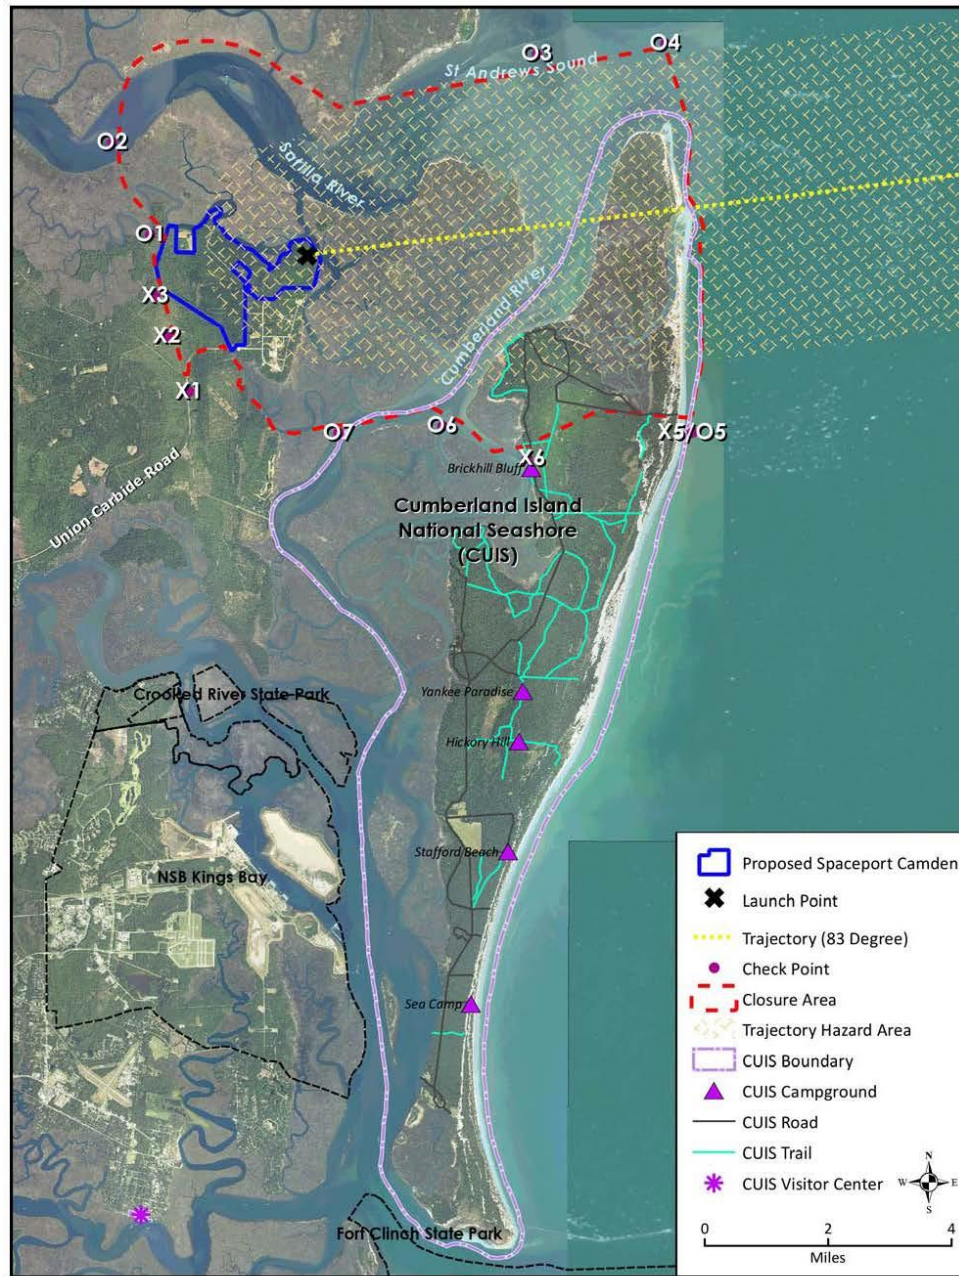 O3
O4
St Andrews Sound
O2
Satilla River
O1
X3
Cumberland River
X2
X1
O7
O6
X5/O5
X6
Brickhill Bluff
Union Carbide Road
Cumberland Island
National Seashore
(CUIS)
Crooked River State Park
Yankee Paradise
Hickory Hill
Stafford Beach
NSB Kings Bay
Sea Camp
Fort Clinch State Park
Proposed Spaceport Camden
Launch Point
Trajectory (83 Degree)
Check Point
Closure Area
Trajectory Hazard Area
CUIS Boundary
CUIS Campground
CUIS Road
CUIS Trail
CUIS Visitor Center
N
W E
S
0 2 4
Miles